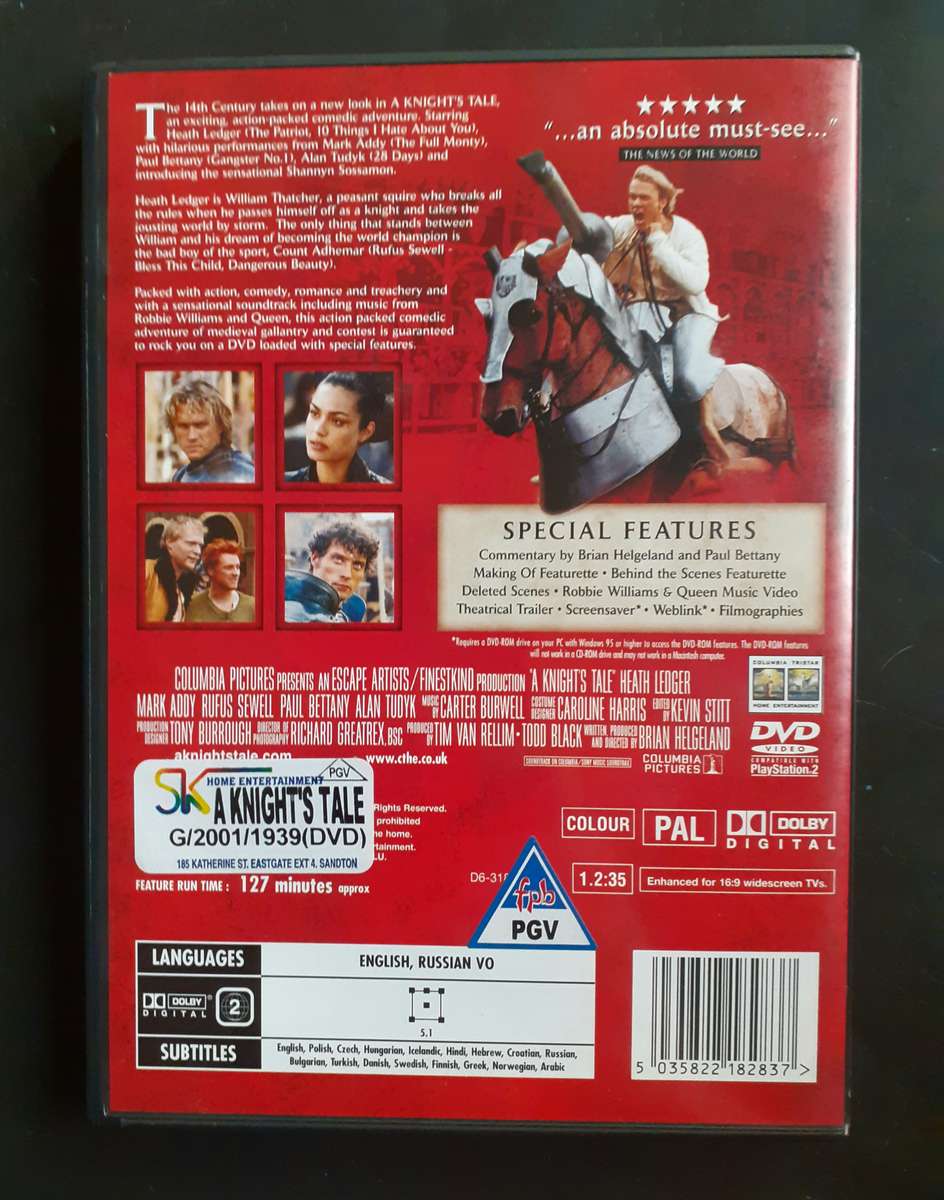 The 14th Century takes on a new look in A KNIGHT'S TALE,
an exciting, action-packed comedic adventure. Starring
Heath Ledger (The Patriot, 10 Things I Hate About You),
with hilarious performances from Mark Addy (The Full Monty),
Paul Bettany (Gangster No.1), Alan Tudyk (28 Days) and
introducing the sensational Shannyn Sossamon.
Heath Ledger is William Thatcher, a peasant squire who breaks all
the rules when he passes himself off as a knight and takes the
jousting world by storm. The only thing that stands between
William and his dream of becoming the world champion is
the bad boy of the sport, Count Adhemar (Rufus Sewell -
Bless This Child, Dangerous Beauty).
Packed with action, comedy, romance and treachery and
with a sensational soundtrack including music from
Robbie Williams and Queen, this action packed comedic
adventure of medieval gallantry and contest is guaranteed
to rock you on a DVD loaded with special features.
"...an absolute must-see..."
THE NEWS OF THE WORLD
SPECIAL FEATURES
Commentary by Brian Helgeland and Paul Bettany
Making Of Featurette • Behind the Scenes Featurette
Deleted Scenes • Robbie Williams & Queen Music Video
Theatrical Trailer • Screensaver* • Weblink* • Filmographies
*Requires a DVD-ROM drive on your PC with Windows 95 or higher to access the DVD-ROM features. The DVD-ROM features
will not work in a CD-ROM drive and may not work in a Macintosh computer.
COLUMBIA PICTURES PRESENTS AN ESCAPE ARTISTS/FINESTKIND PRODUCTION 'A KNIGHT'S TALE' HEATH LEDGER
MARK ADDY RUFUS SEWELL PAUL BETTANY ALAN TUDYK MUSIC BY CARTER BURWELL COSTUME DESIGNER CAROLINE HARRIS EDITED BY KEVIN STITT
PRODUCTION DESIGNER TONY BURROUGH DIRECTOR OF PHOTOGRAPHY RICHARD GREATREX, BSC PRODUCED BY TIM VAN RELLIM • TODD BLACK WRITTEN PRODUCED AND DIRECTED BY BRIAN HELGELAND
aknightstale.com
www.cthe.co.uk
SOUNDTRACK ON COLUMBIA/SONY MUSIC SOUNDTRAX
COLUMBIA
PICTURES
COLUMBIA TRISTAR
HOME ENTERTAINMENT
DVD
VIDEO
COMPATIBLE WITH
PlayStation.2
SK HOME ENTERTAINMENT PGV
A KNIGHT'S TALE
G/2001/1939(DVD)
185 KATHERINE ST. EASTGATE EXT 4. SANDTON
Rights Reserved.
prohibited
he home.
rtainment.
.U.
FEATURE RUN TIME : 127 minutes approx
COLOUR
PAL
DOLBY
DIGITAL
D6-318
fpb
PGV
1.2:35
Enhanced for 16:9 widescreen TVs.
LANGUAGES
ENGLISH, RUSSIAN VO
DOLBY
DIGITAL
2
5.1
SUBTITLES
English, Polish, Czech, Hungarian, Icelandic, Hindi, Hebrew, Croatian, Russian,
Bulgarian, Turkish, Danish, Swedish, Finnish, Greek, Norwegian, Arabic
5 035822 182837 >